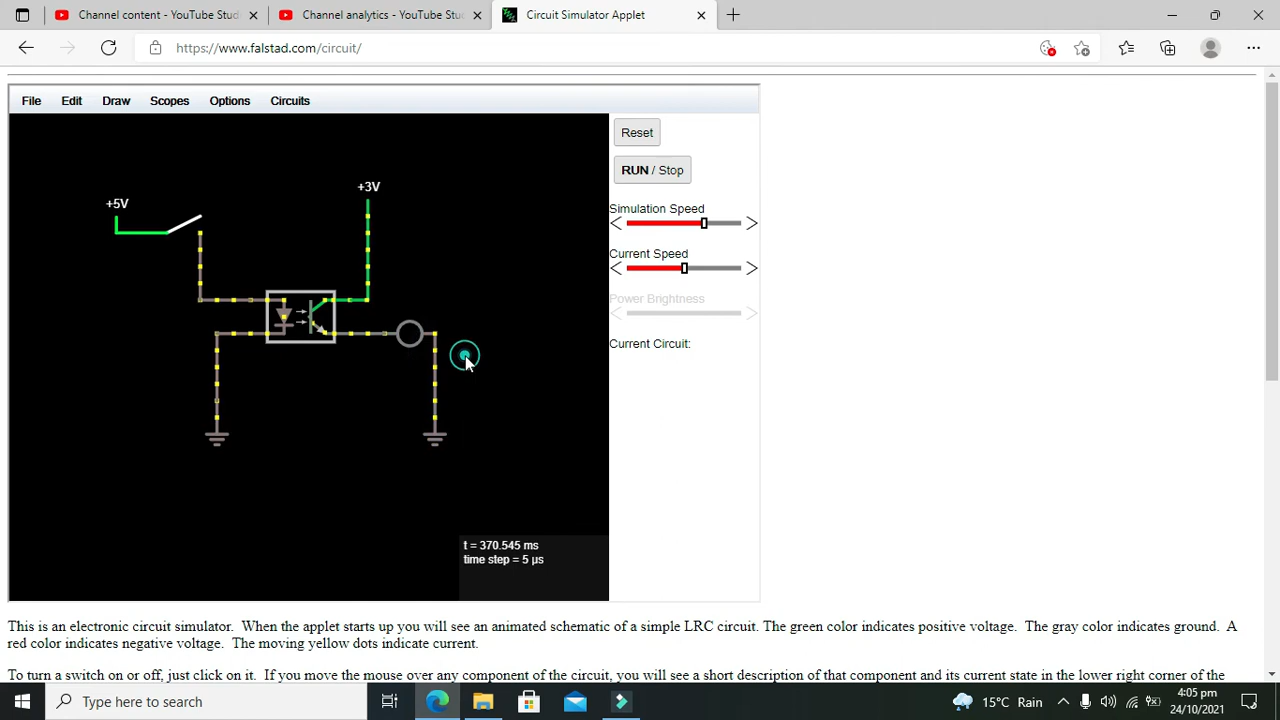 Channel content - YouTube Stud
Channel analytics - YouTube Stu
Circuit Simulator Applet
https://www.falstad.com/circuit/
File Edit Draw Scopes Options Circuits
Reset
RUN / Stop
Simulation Speed
Current Speed
Power Brightness
Current Circuit:
+5V
+3V
t = 370.545 ms
time step = 5 µs
This is an electronic circuit simulator. When the applet starts up you will see an animated schematic of a simple LRC circuit. The green color indicates positive voltage. The gray color indicates ground. A
red color indicates negative voltage. The moving yellow dots indicate current.
To turn a switch on or off, just click on it. If you move the mouse over any component of the circuit, you will see a short description of that component and its current state in the lower right corner of the
Type here to search
15°C Rain
4:05 pm
24/10/2021